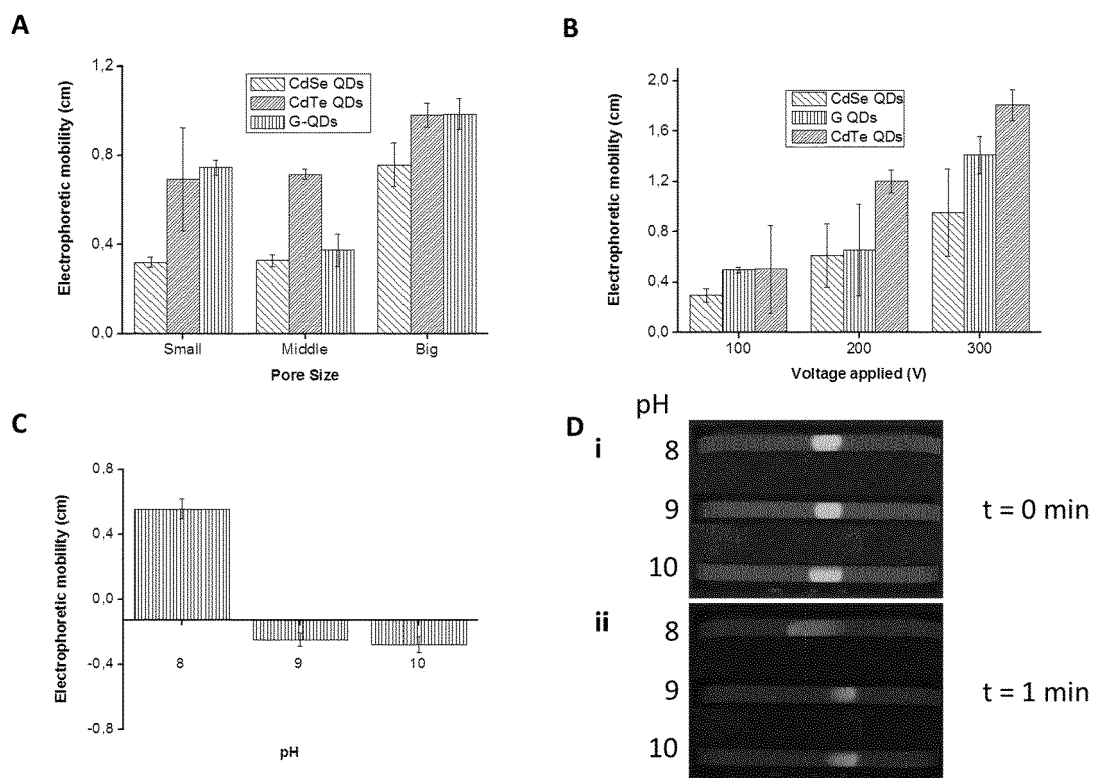 A
Electrophoretic mobility (cm)
1,2
0,8
0,4
0,0
CdSe QDs
CdTe QDs
G-QDs
Small Middle Big
Pore Size
B
Electrophoretic mobility (cm)
2,0
1,6
1,2
0,8
0,4
0,0
CdSe QDs
G QDs
CdTe QDs
100 200 300
Voltage applied (V)
C
Electrophoretic mobility (cm)
0,8
0,4
0,0
-0,4
-0,8
8 9 10
pH
D
pH
i
8
9
10
t = 0 min
ii
8
9
10
t = 1 min